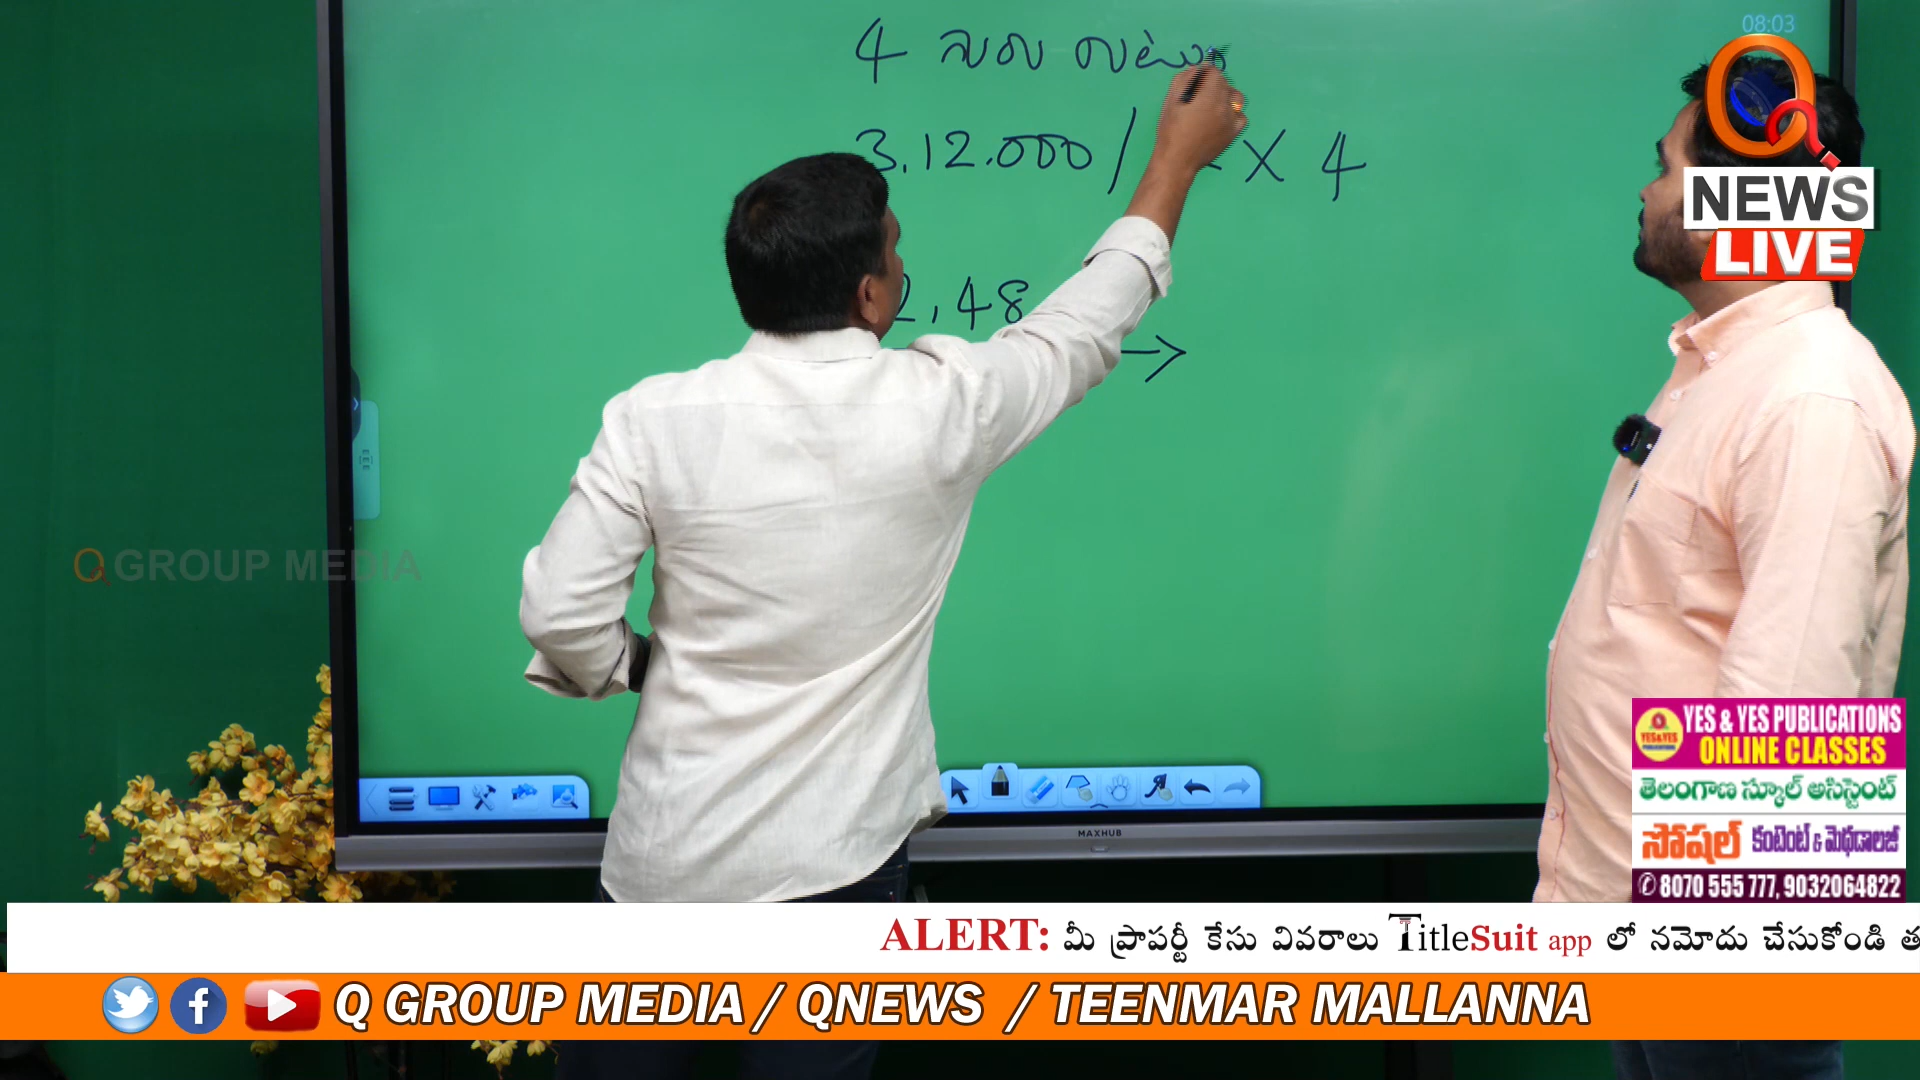 08:03
4
3.12.000/ X 4
2,48
NEWS
LIVE
Q GROUP MEDIA
YES & YES PUBLICATIONS
ONLINE CLASSES
తెలంగాణ స్కూల్ అసిస్టెంట్
సోషల్ కంటెంట్ & మెథడాలజీ
8070 555 777, 9032064822
MAXHUB
ALERT: మీ ప్రాపర్టీ కేసు వివరాలు TitleSuit app లో నమోదు చేసుకోండి త
Q GROUP MEDIA / QNEWS / TEENMAR MALLANNA